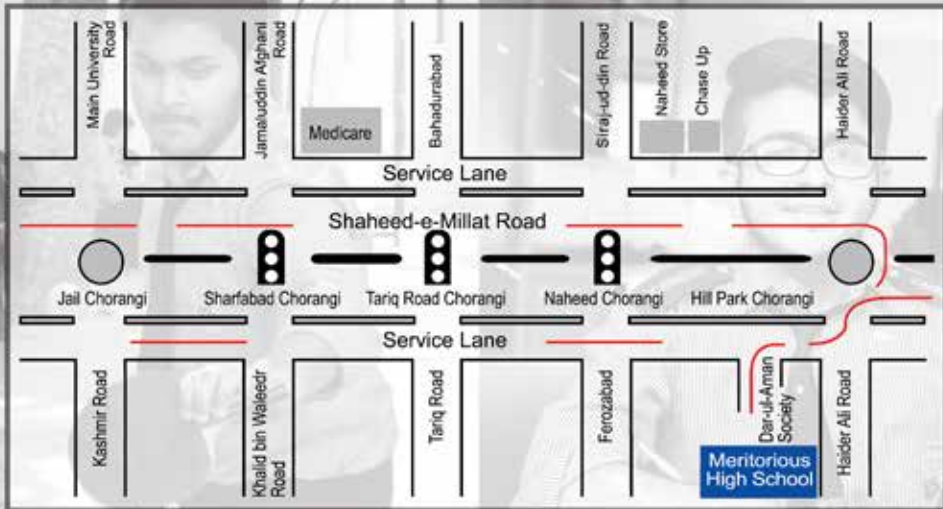 Main University
Road
Jamaluddin Afghani
Road
Medicare
Bahadurabad
Siraj-ud-din Road
Naheed Store
Chase Up
Haider Ali Road
Service Lane
Shaheed-e-Millat Road
Jail Chorangi
Sharfabad Chorangi
Tariq Road Chorangi
Naheed Chorangi
Hill Park Chorangi
Service Lane
Kashmir Road
Khalid bin Waleedr
Road
Tariq Road
Ferozabad
Dar-ul-Aman
Society
Haider Ali Road
Meritorious
High School